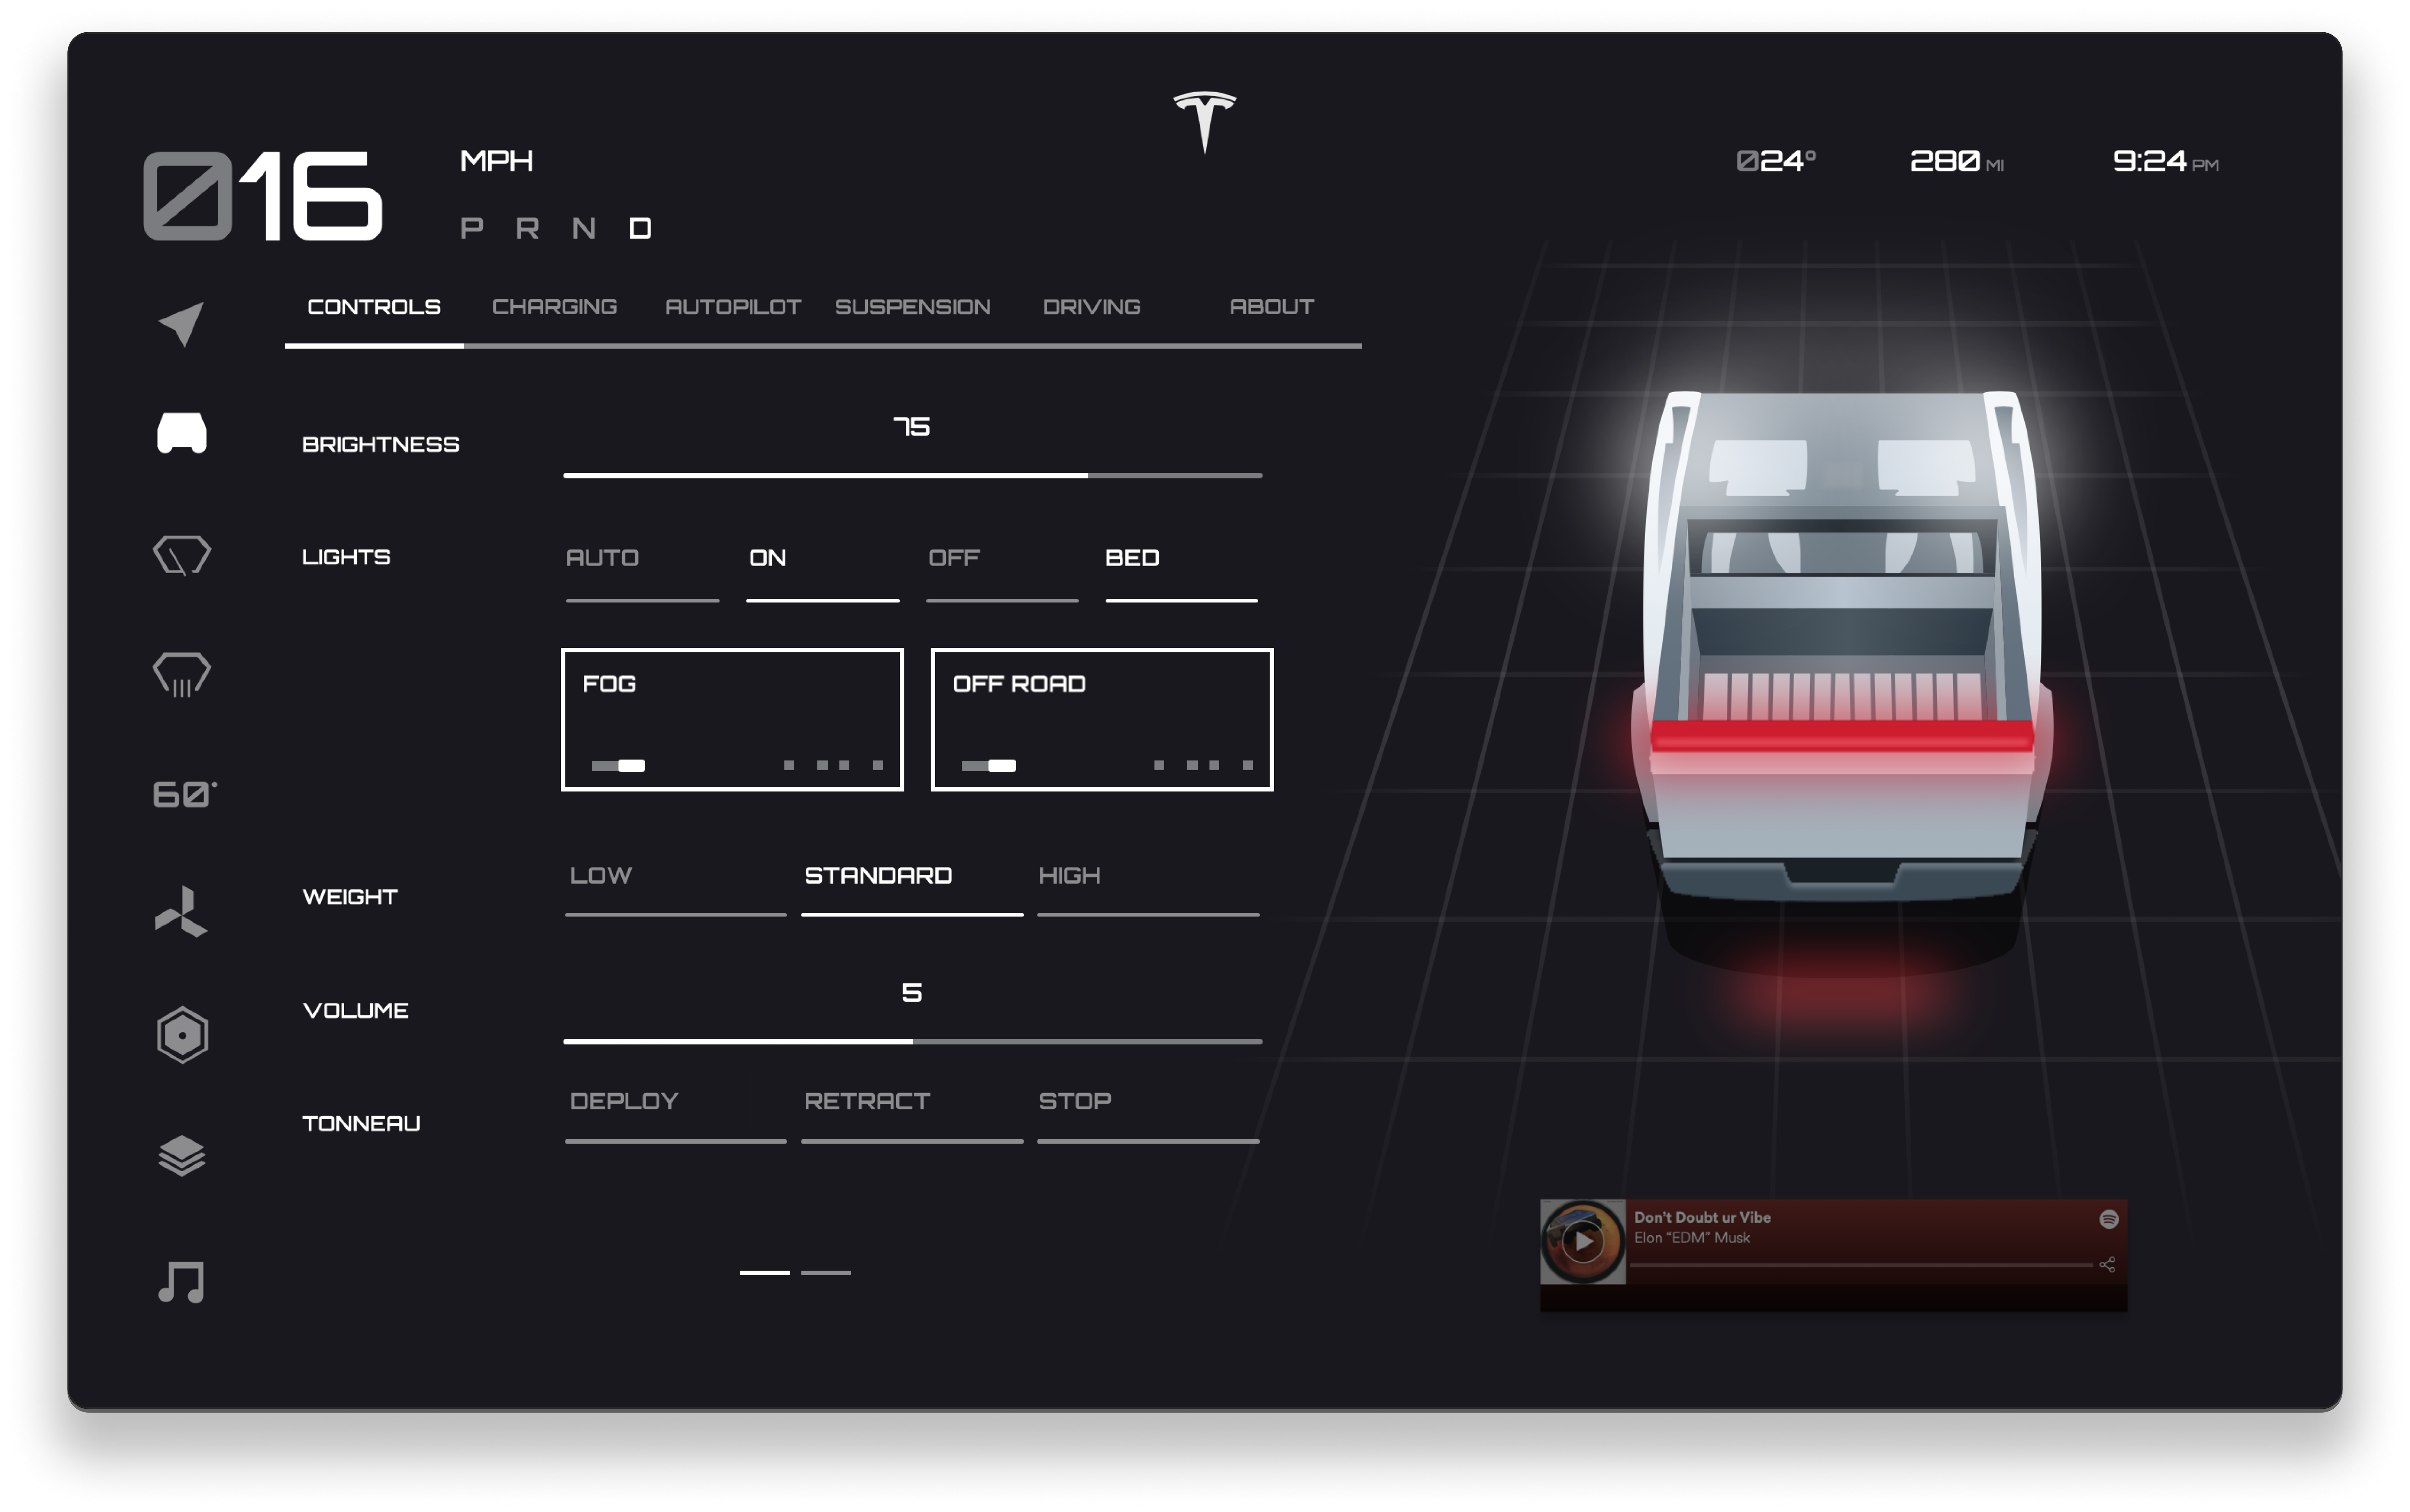 016 MPH
024° 280 MI 9:24 PM
P R N D
CONTROLS CHARGING AUTOPILOT SUSPENSION DRIVING ABOUT
75
BRIGHTNESS
LIGHTS AUTO ON OFF BED
FOG OFF ROAD
60°
LOW STANDARD HIGH
WEIGHT
5
VOLUME
DEPLOY RETRACT STOP
TONNEAU
Don't Doubt ur Vibe
Elon "EDM" Musk